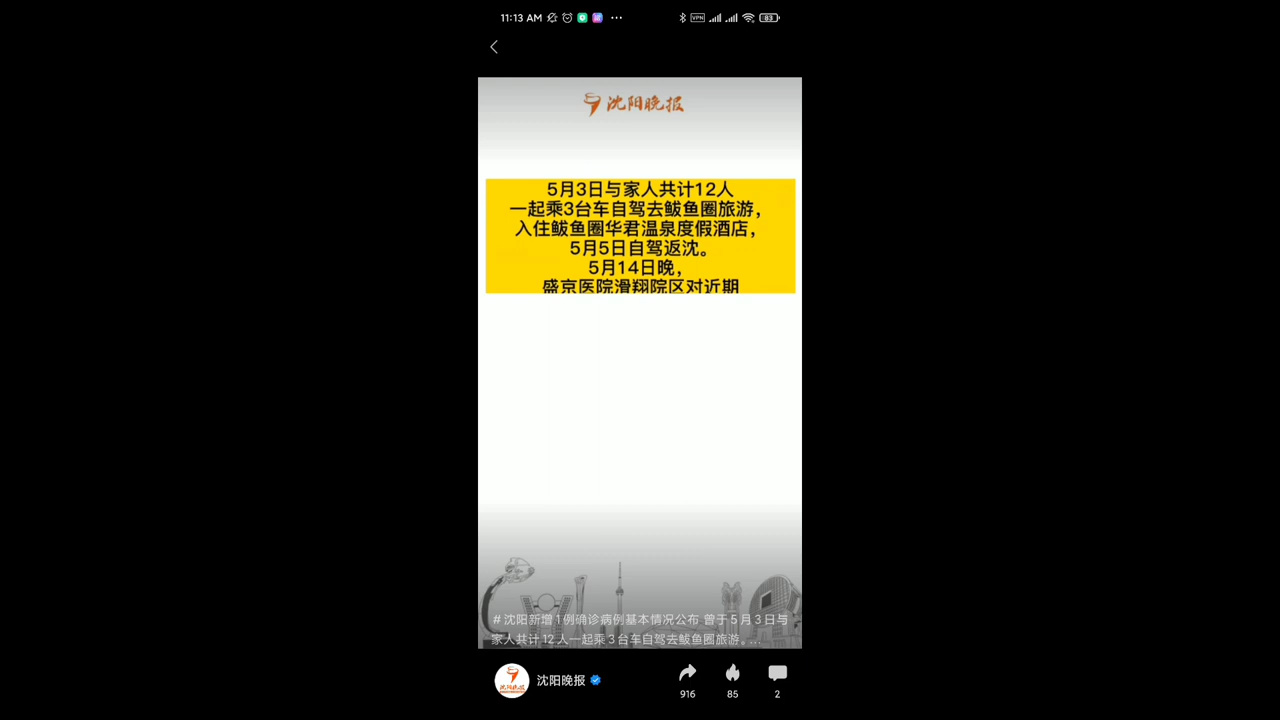 11:13 AM
VPN
83
沈阳晚报
5月3日与家人共计12人
一起乘3台车自驾去鲅鱼圈旅游，
入住鲅鱼圈华君温泉度假酒店，
5月5日自驾返沈。
5月14日晚，
盛京医院滑翔院区对近期
#沈阳新增1例确诊病例基本情况公布 曾于5月3日与
家人共计12人一起乘3台车自驾去鲅鱼圈旅游。...
沈阳晚报
沈阳晚报
916
85
2